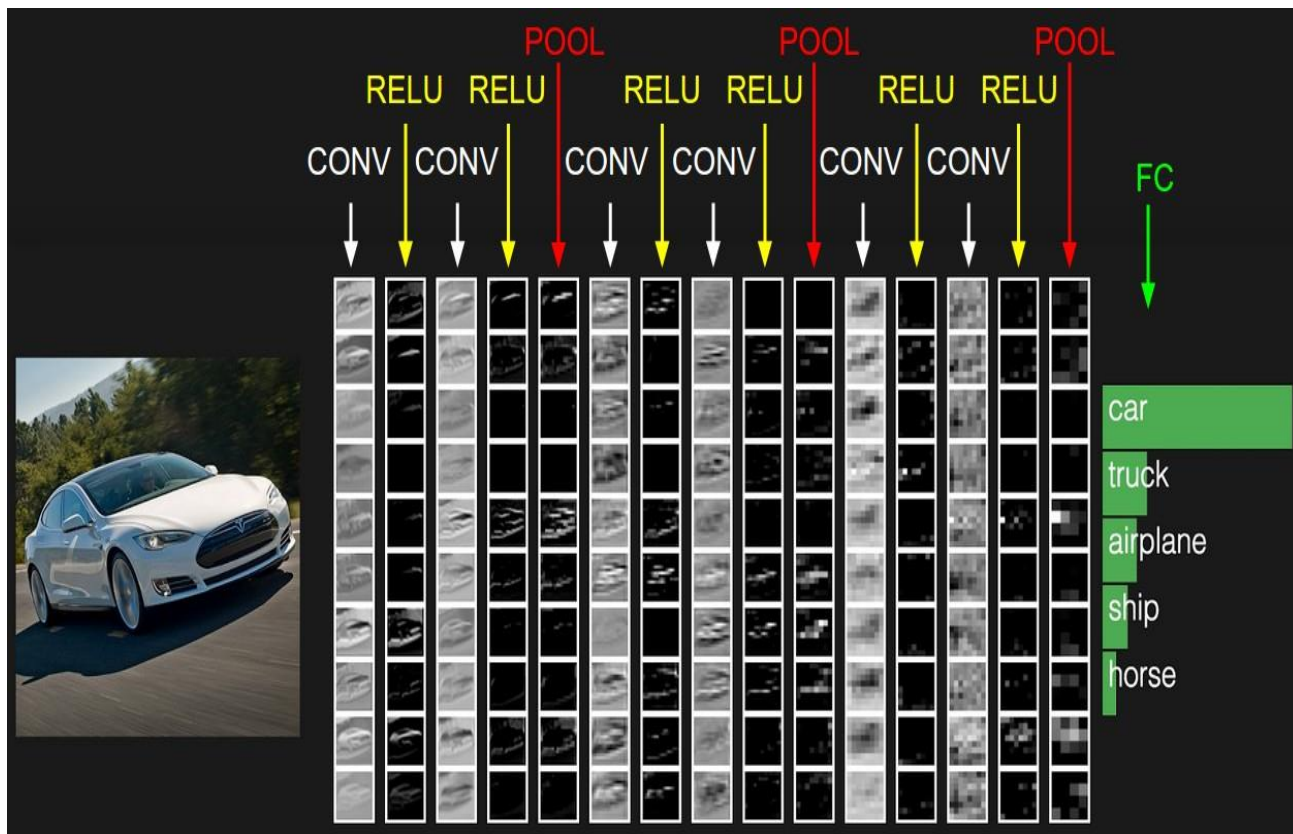 POOL POOL POOL
RELU RELU RELU RELU RELU RELU
CONV CONV CONV CONV CONV CONV
FC
car
truck
airplane
ship
horse